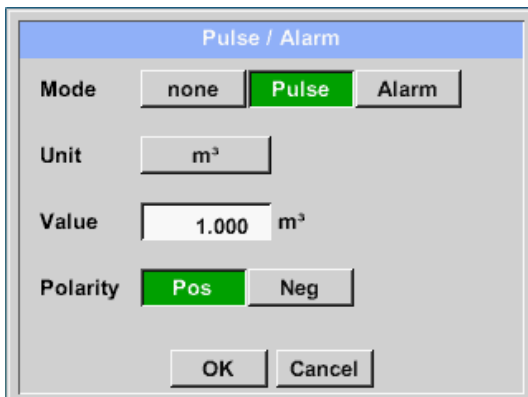 Pulse / Alarm
Mode none Pulse Alarm
Unit m³
Value 1.000 m³
Polarity Pos Neg
OK Cancel